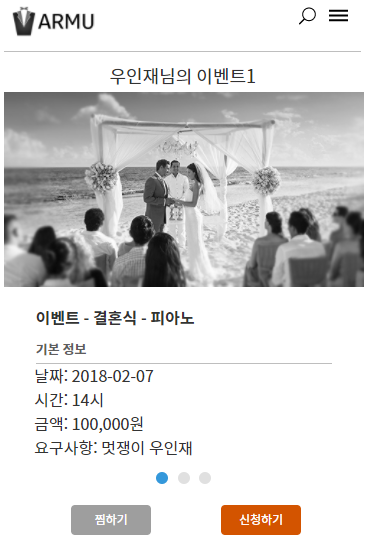 ARMU
우인재님의 이벤트1
이벤트 - 결혼식 - 피아노
기본 정보
날짜: 2018-02-07
시간: 14시
금액: 100,000원
요구사항: 멋쟁이 우인재
찜하기 신청하기